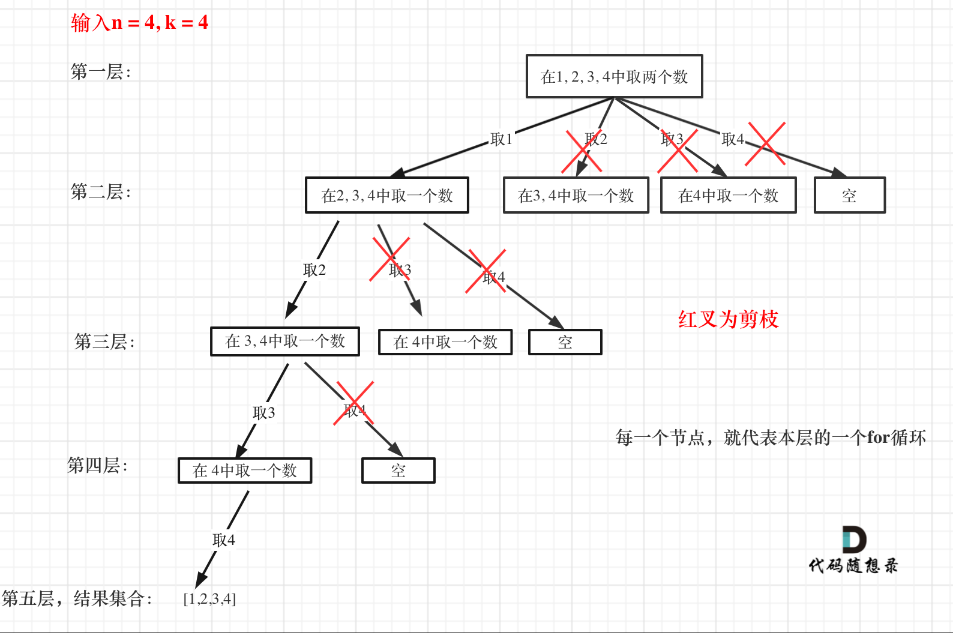 输入n = 4, k = 4
第一层：
在1, 2, 3, 4中取两个数
取1
取2
取3
取4
第二层：
在2, 3, 4中取一个数
在3, 4中取一个数
在4中取一个数
空
取2
取3
取4
红叉为剪枝
第三层：
在 3, 4中取一个数
在 4中取一个数
空
取3
取4
每一个节点，就代表本层的一个for循环
第四层：
在 4中取一个数
空
取4
代码随想录
第五层，结果集合：
[1,2,3,4]